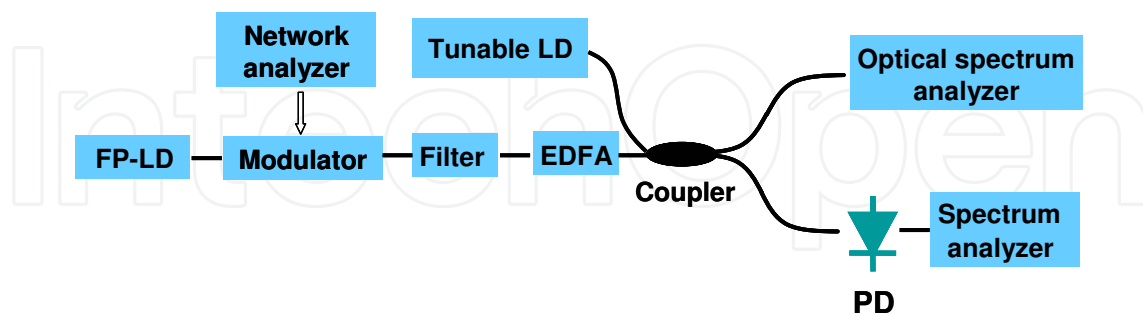 Network
analyzer
Tunable LD
Optical spectrum
analyzer
FP-LD
Modulator
Filter
EDFA
Coupler
Spectrum
analyzer
PD
IntechOpen